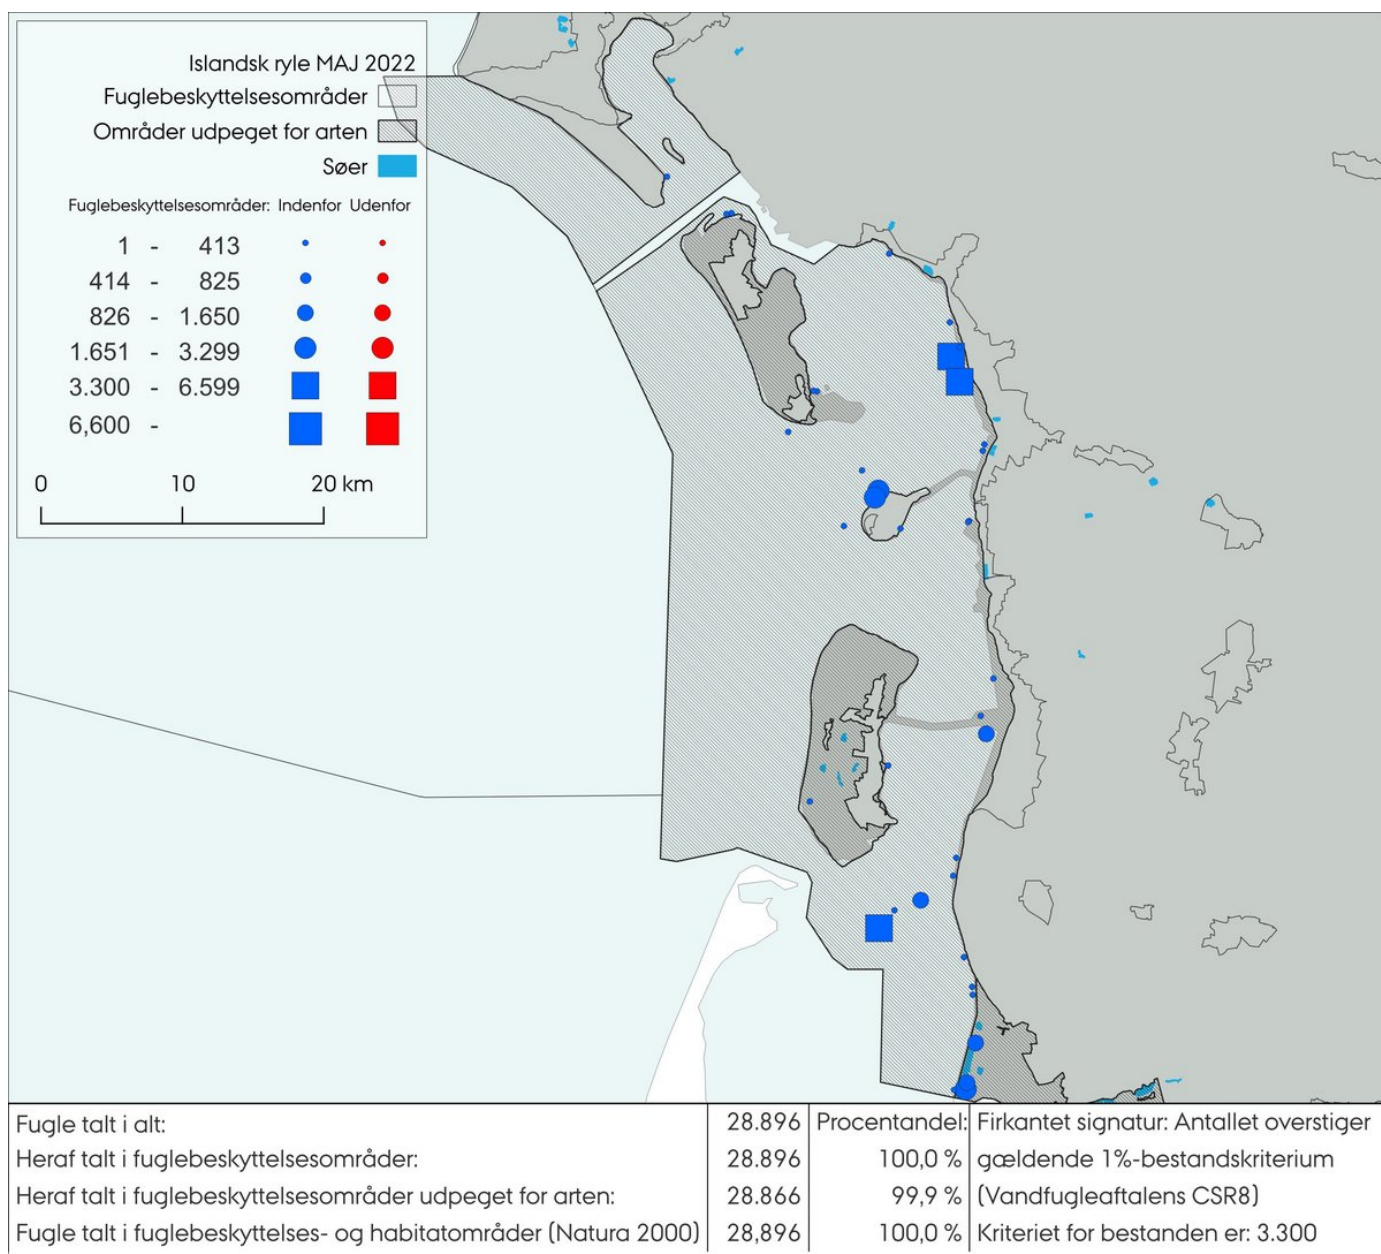 Islandsk ryle MAJ 2022
Fuglebeskyttelsesområder
Områder udpeget for arten
Søer
Fuglebeskyttelsesområder: Indenfor Udenfor
1 - 413
414 - 825
826 - 1.650
1.651 - 3.299
3.300 - 6.599
6,600 -
0 10 20 km
Fugle talt i alt: 28.896 Procentandel: Firkantet signatur: Antallet overstiger
Heraf talt i fuglebeskyttelsesområder: 28.896 100,0 % gældende 1%-bestandskriterium
Heraf talt i fuglebeskyttelsesområder udpeget for arten: 28.866 99,9 % (Vandfugleaftalens CSR8)
Fugle talt i fuglebeskyttelses- og habitatområder (Natura 2000) 28,896 100,0 % Kriteriet for bestanden er: 3.300